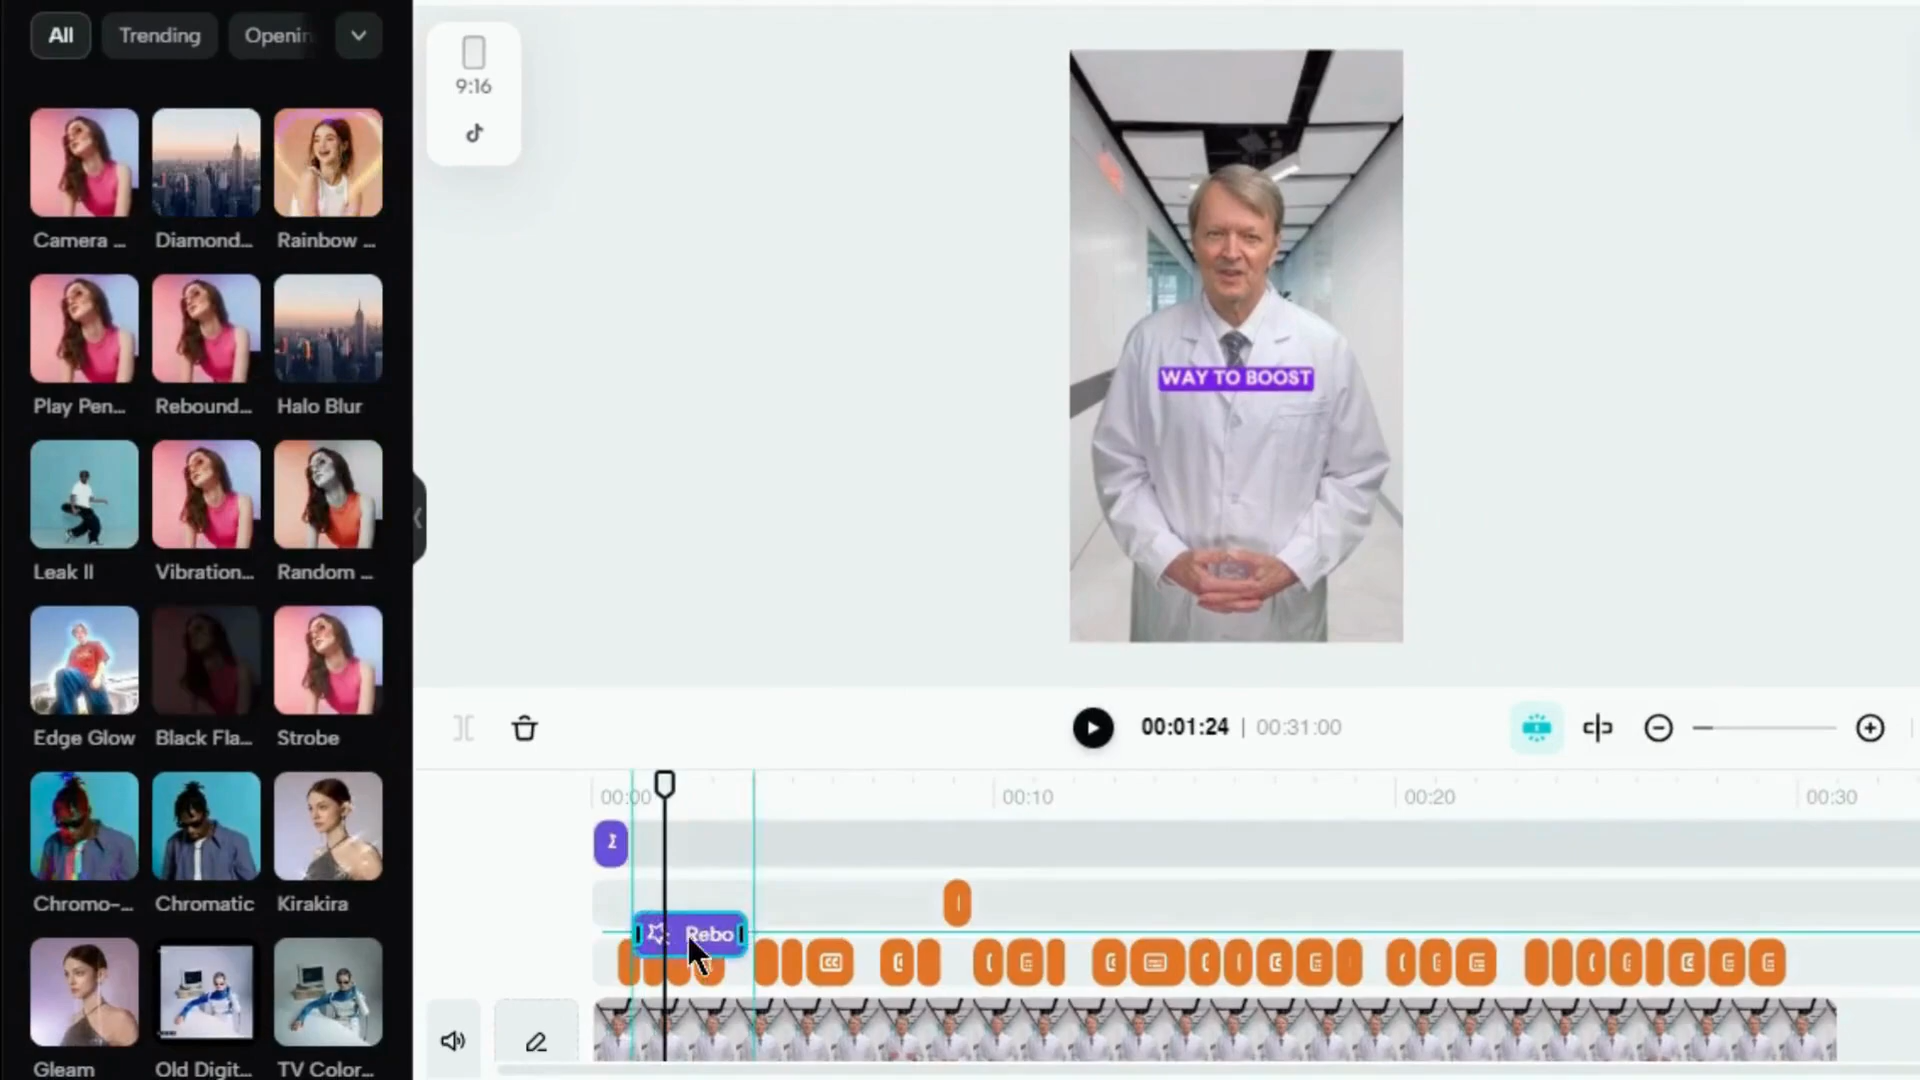 All
Trending
Openin
9:16
Camera ...
Diamond...
Rainbow ...
Play Pen...
Rebound...
Halo Blur
Leak II
Vibration...
Random ...
Edge Glow
Black Fla...
Strobe
Chromo-...
Chromatic
Kirakira
Gleam
Old Digit...
TV Color...
WAY TO BOOST
00:01:24 | 00:31:00
00:00
00:10
00:20
00:30
Rebo